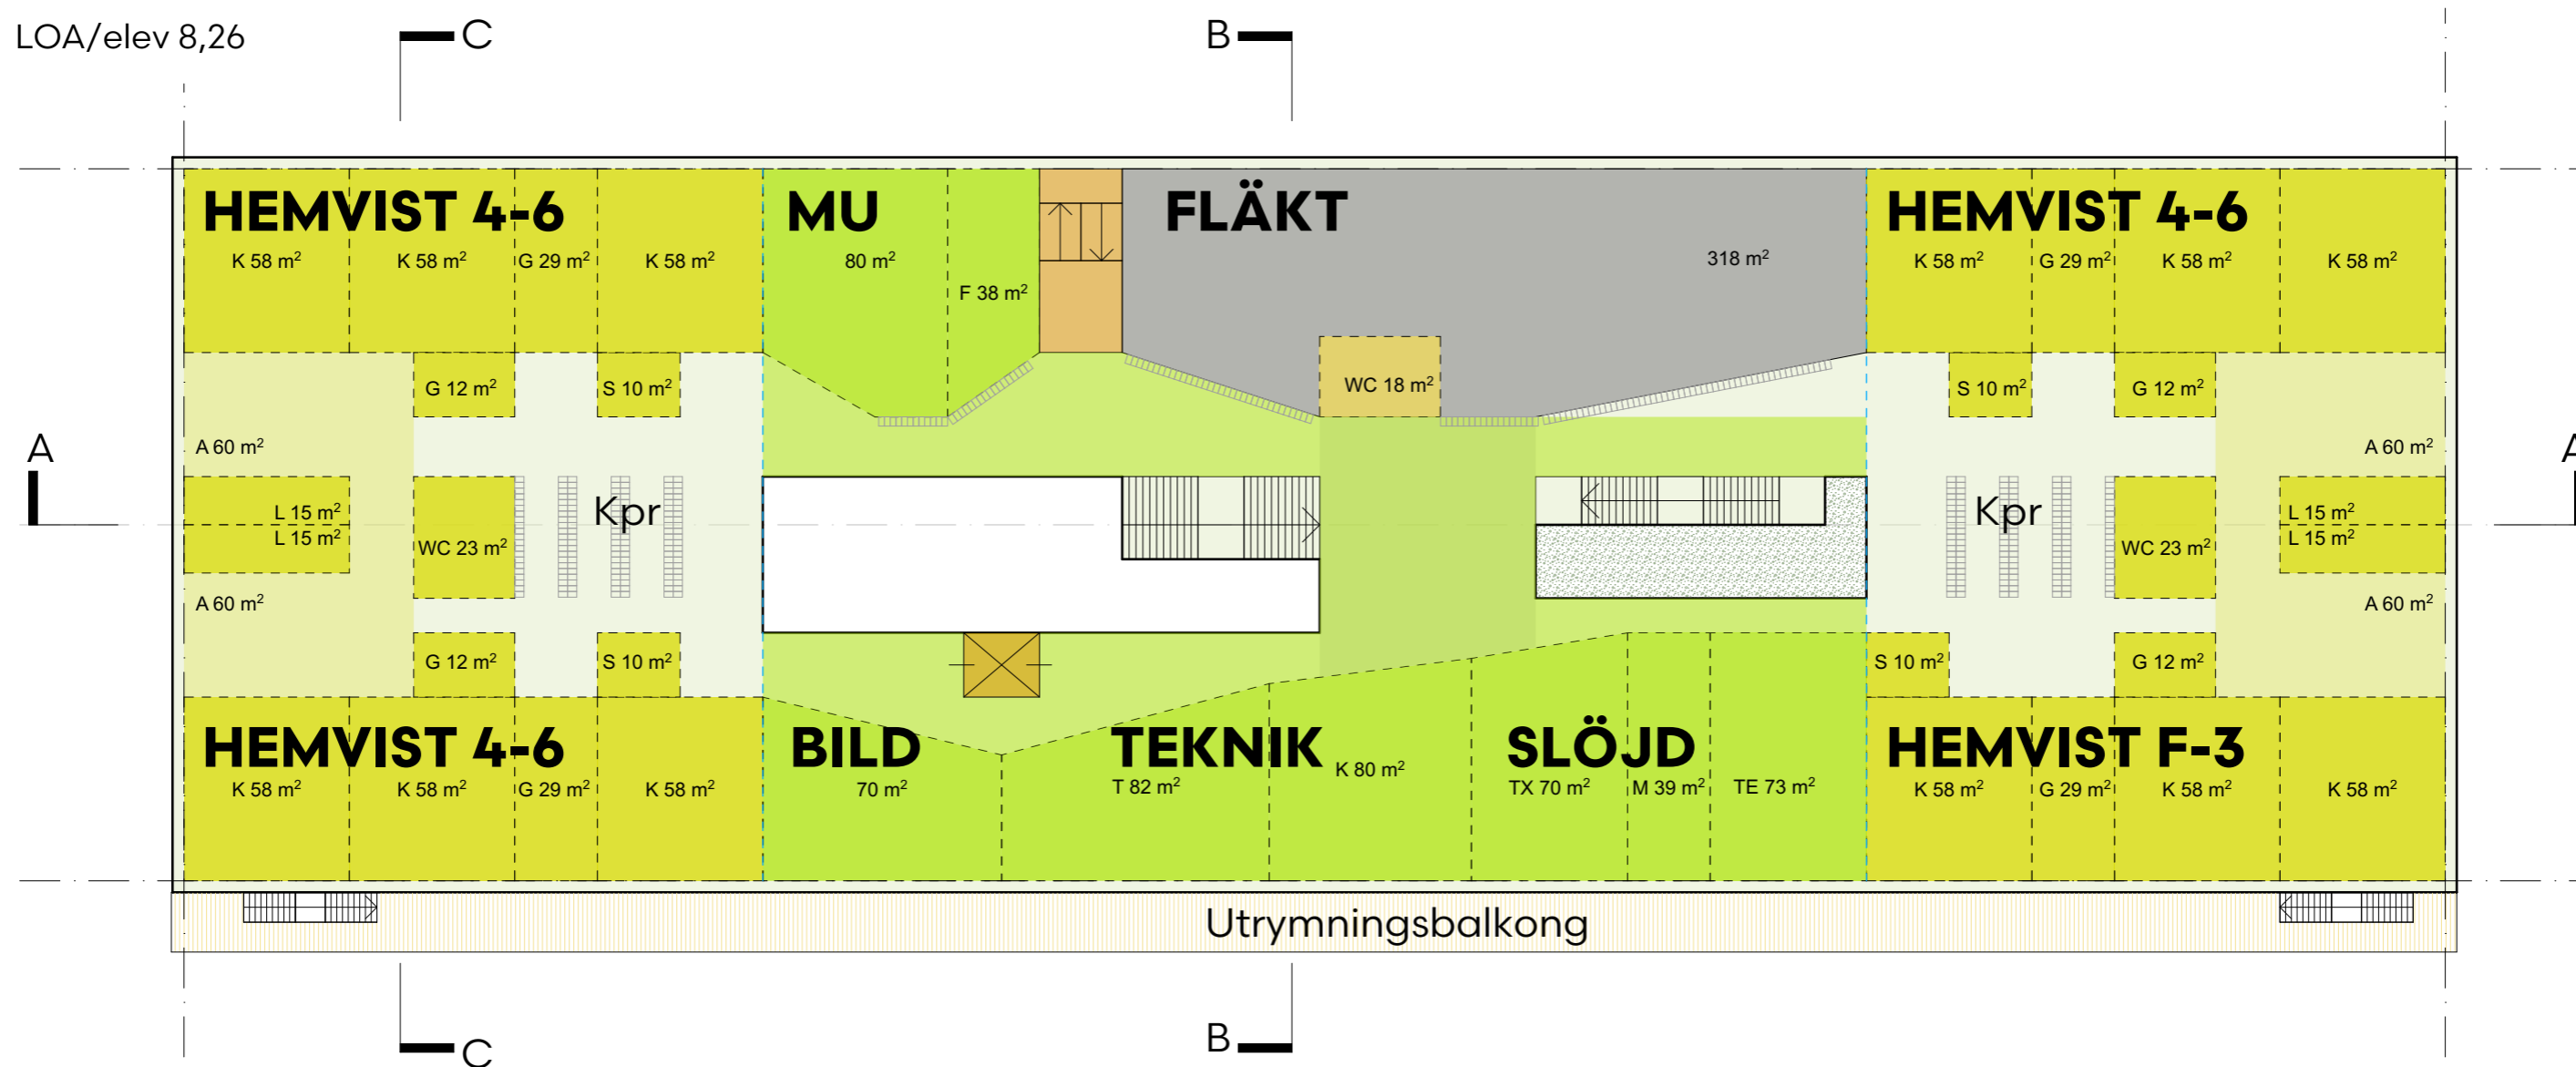 LOA/elev 8,26
C
B
HEMVIST 4-6
MU
FLÄKT
HEMVIST 4-6
K 58 m²
K 58 m²
G 29 m²
K 58 m²
80 m²
F 38 m²
318 m²
K 58 m²
G 29 m²
K 58 m²
K 58 m²
G 12 m²
S 10 m²
WC 18 m²
S 10 m²
G 12 m²
A
A 60 m²
A 60 m²
A
L 15 m²
L 15 m²
WC 23 m²
Kpr
Kpr
WC 23 m²
L 15 m²
L 15 m²
A 60 m²
A 60 m²
G 12 m²
S 10 m²
S 10 m²
G 12 m²
HEMVIST 4-6
BILD
TEKNIK
SLÖJD
HEMVIST F-3
K 58 m²
K 58 m²
G 29 m²
K 58 m²
70 m²
T 82 m²
K 80 m²
TX 70 m²
M 39 m²
TE 73 m²
K 58 m²
G 29 m²
K 58 m²
K 58 m²
Utrymningsbalkong
C
B